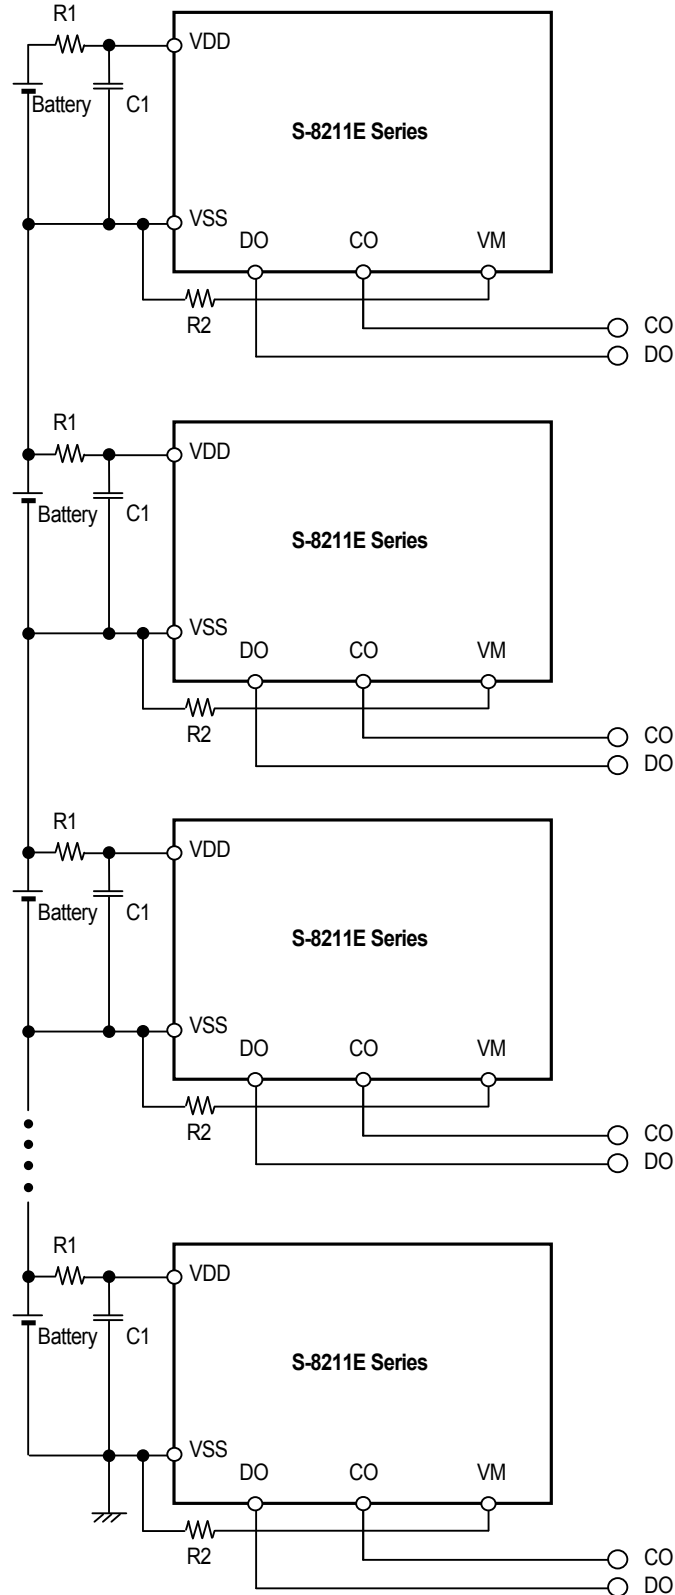 R1
VDD
Battery
C1
S-8211E Series
VSS
DO
CO
VM
R2
CO
DO
R1
VDD
Battery
C1
S-8211E Series
VSS
DO
CO
VM
R2
CO
DO
R1
VDD
Battery
C1
S-8211E Series
VSS
DO
CO
VM
R2
CO
DO
R1
VDD
Battery
C1
S-8211E Series
VSS
DO
CO
VM
R2
CO
DO